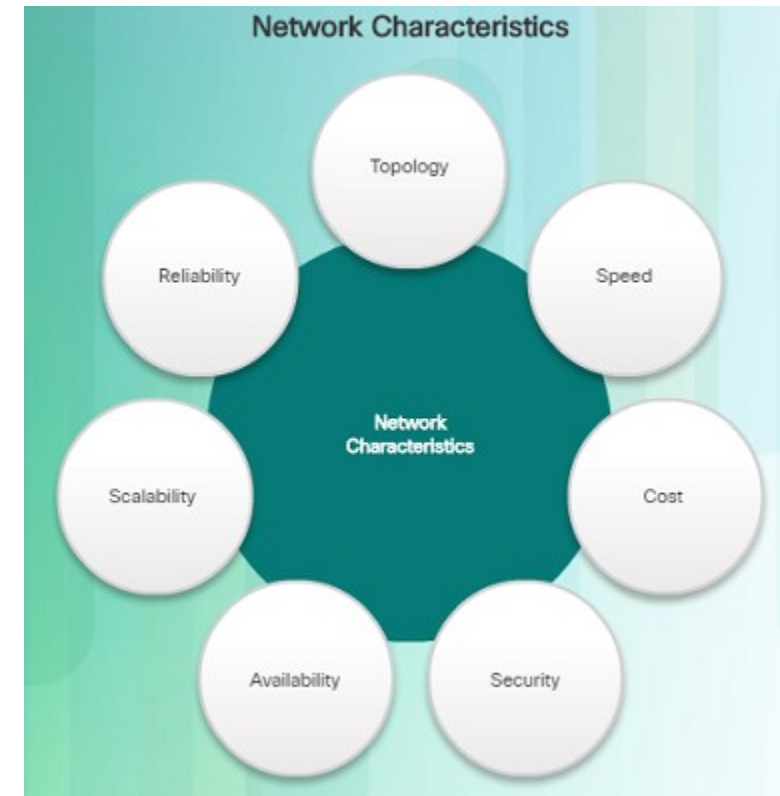 Network Characteristics
Topology
Reliability
Speed
Network
Characteristics
Scalability
Cost
Availability
Security